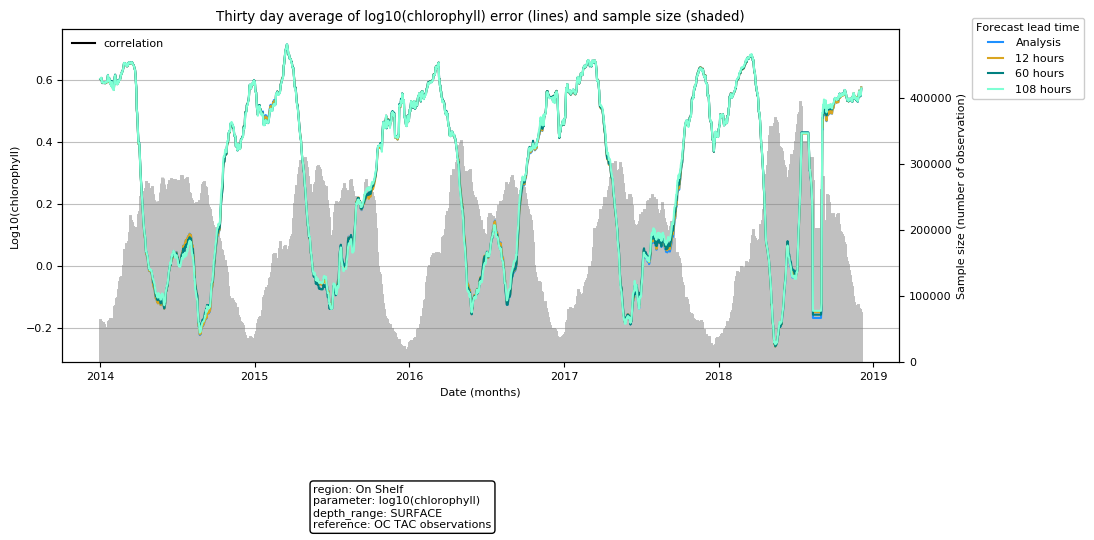 Thirty day average of log10(chlorophyll) error (lines) and sample size (shaded)
correlation
Forecast lead time
Analysis
12 hours
60 hours
108 hours
Log10(chlorophyll)
0.6
0.4
0.2
0.0
−0.2
400000
300000
200000
100000
0
Sample size (number of observation)
2014 2015 2016 2017 2018 2019
Date (months)
region: On Shelf
parameter: log10(chlorophyll)
depth_range: SURFACE
reference: OC TAC observations